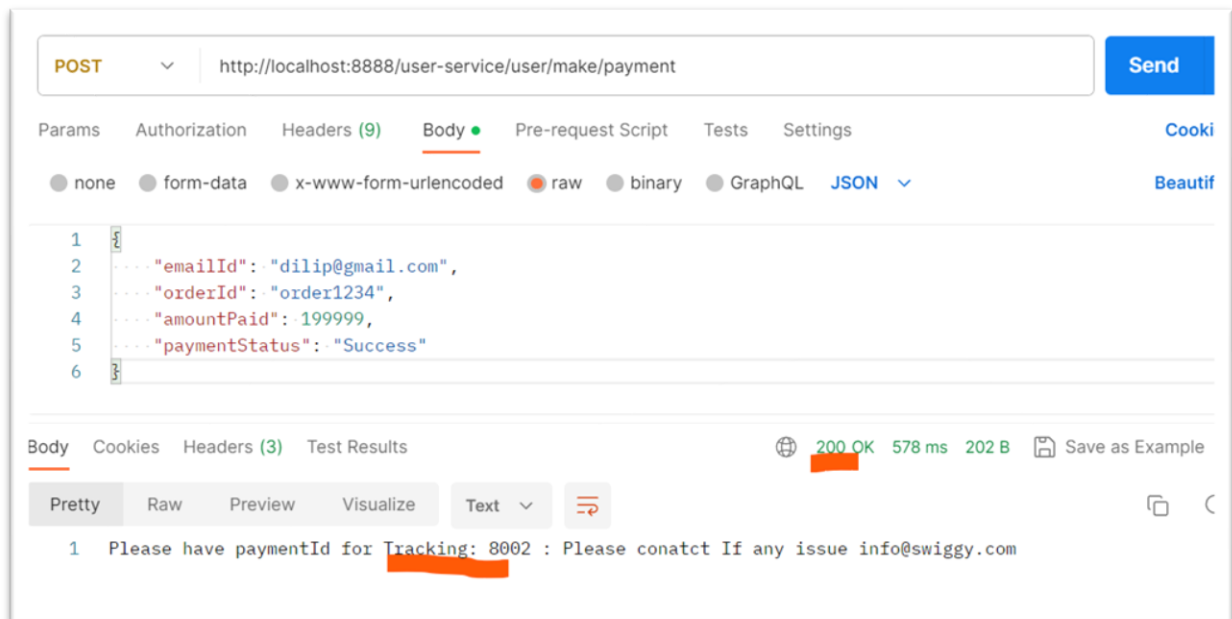 POST http://localhost:8888/user-service/user/make/payment Send
Params Authorization Headers (9) Body Pre-request Script Tests Settings Cooki
none form-data x-www-form-urlencoded raw binary GraphQL JSON Beautif
1 {
2 "emailId": "dilip@gmail.com",
3 "orderId": "order1234",
4 "amountPaid": 199999,
5 "paymentStatus": "Success"
6 }
Body Cookies Headers (3) Test Results 200 OK 578 ms 202 B Save as Example
Pretty Raw Preview Visualize Text
1 Please have paymentId for Tracking: 8002 : Please conatct If any issue info@swiggy.com